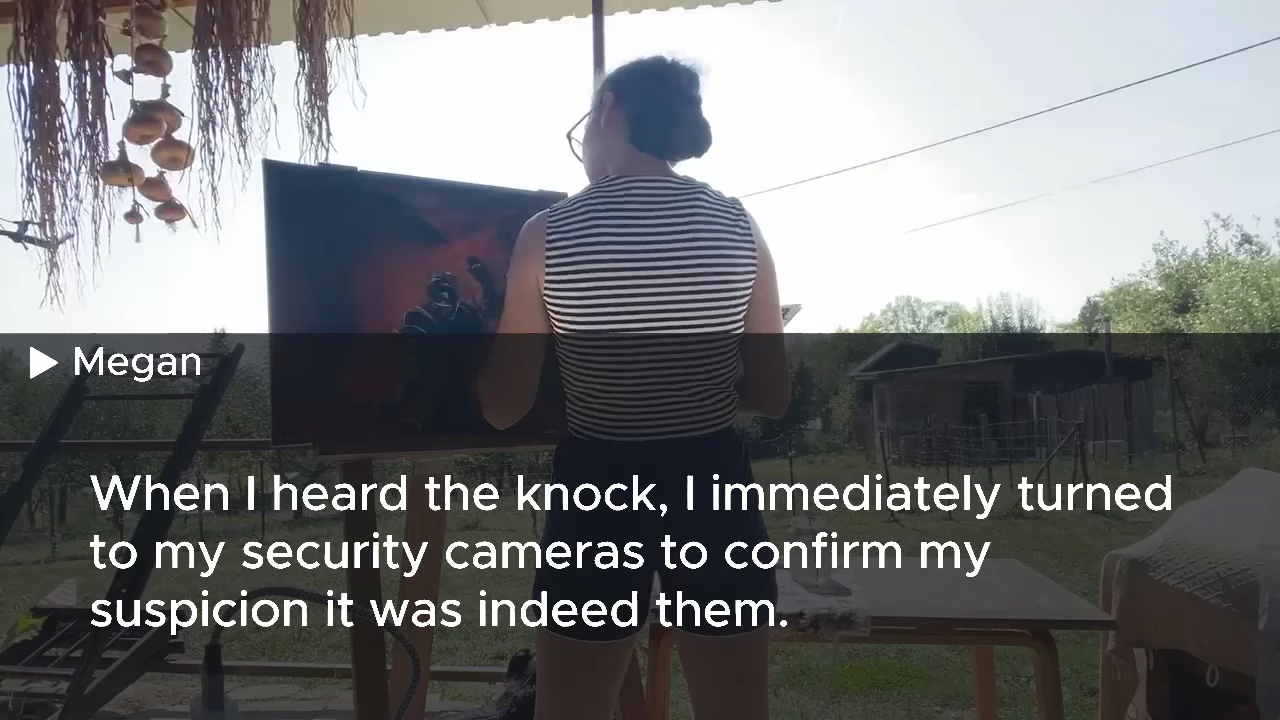 Megan
When I heard the knock, I immediately turned
to my security cameras to confirm my
suspicion it was indeed them.